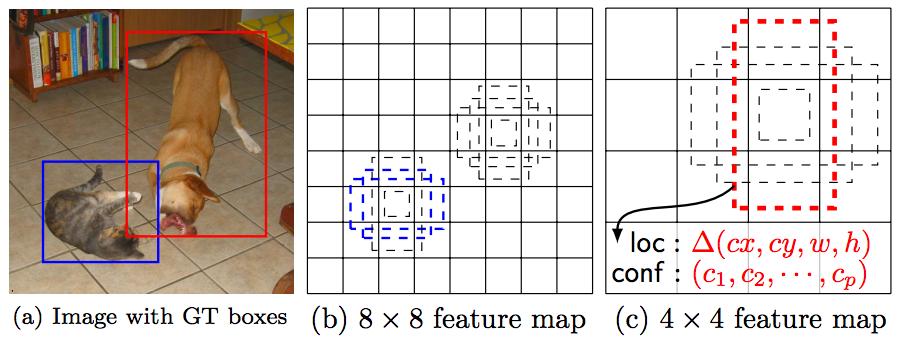 loc : Δ(cx, cy, w, h)
conf : (c₁, c₂, ⋯, cₚ)
(a) Image with GT boxes
(b) 8 × 8 feature map
(c) 4 × 4 feature map